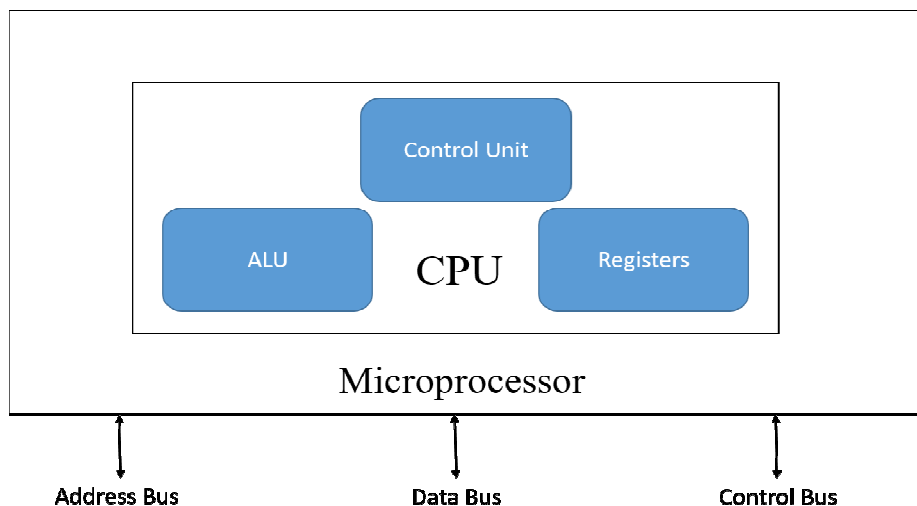 Control Unit
ALU
CPU
Registers
Microprocessor
Address Bus
Data Bus
Control Bus